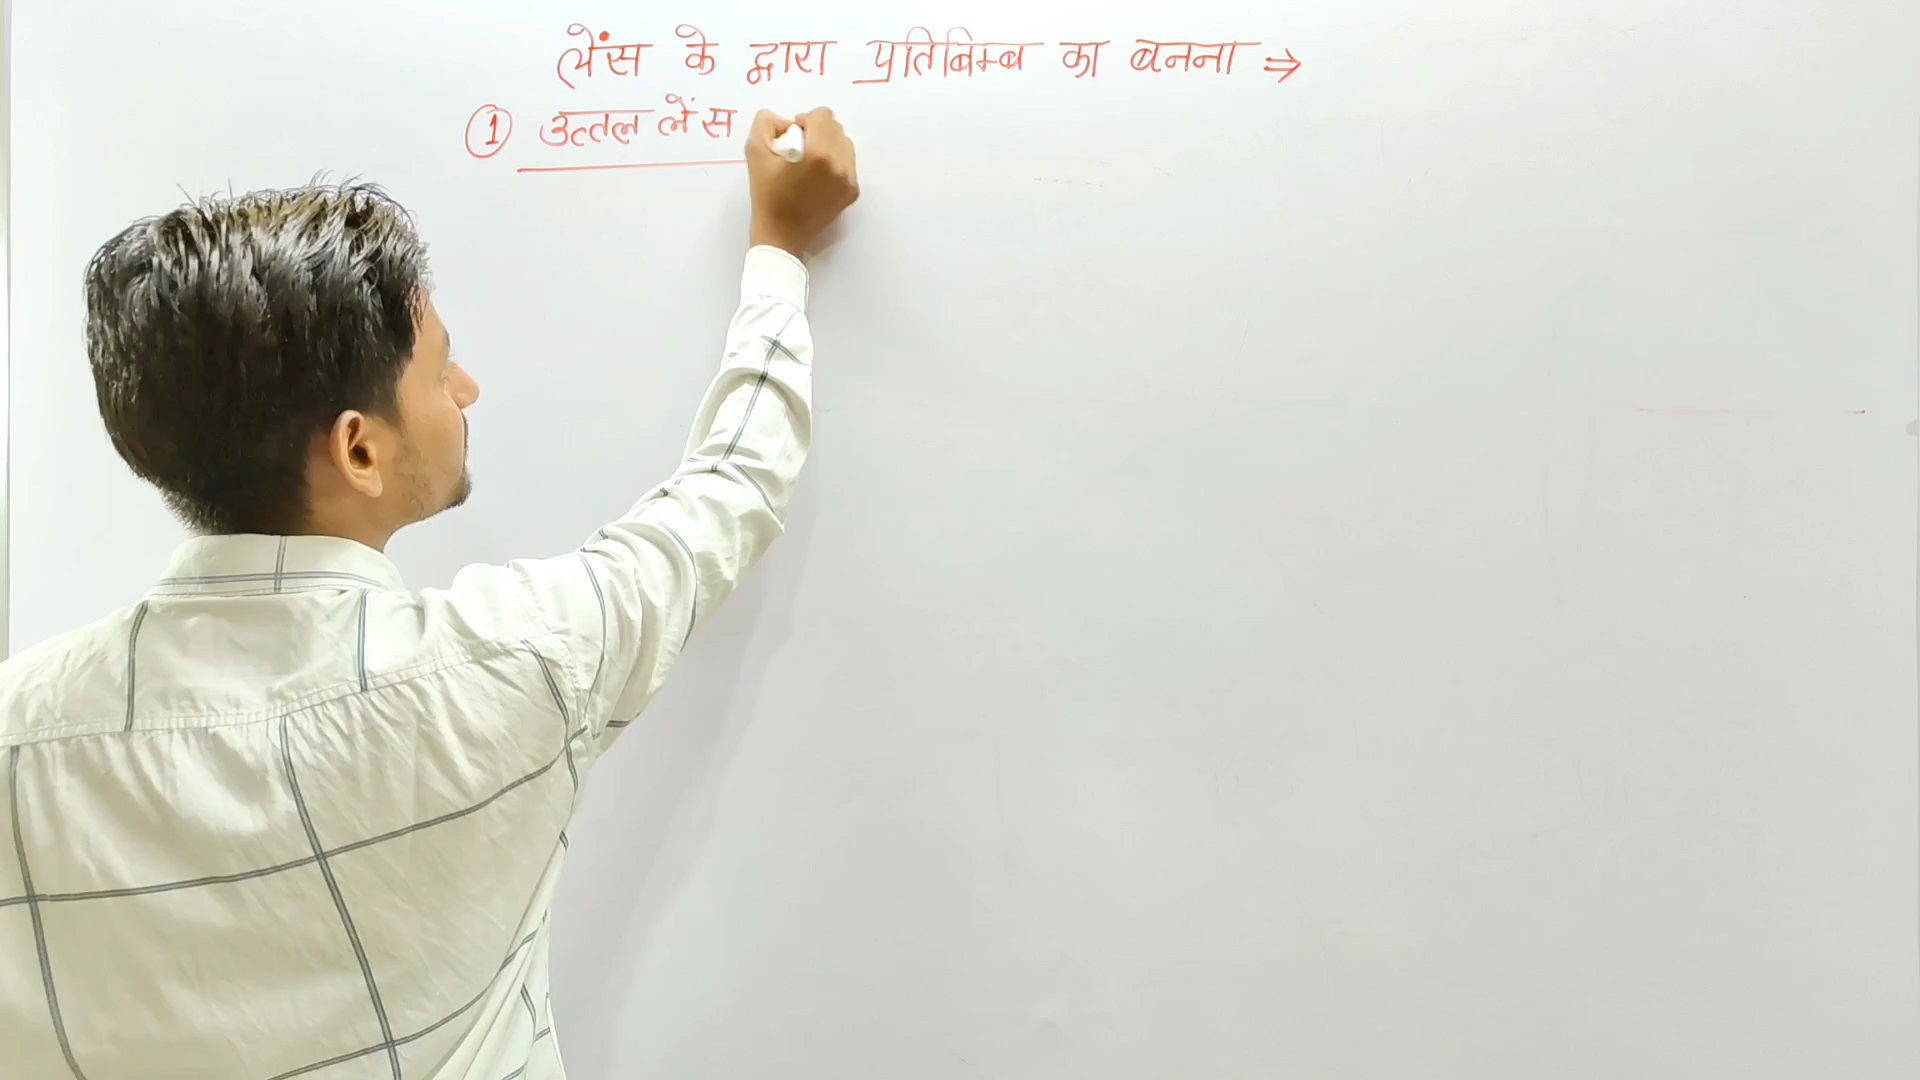 लेंस के द्वारा प्रतिबिम्ब का बनना ⇒
① उत्तल लेंस